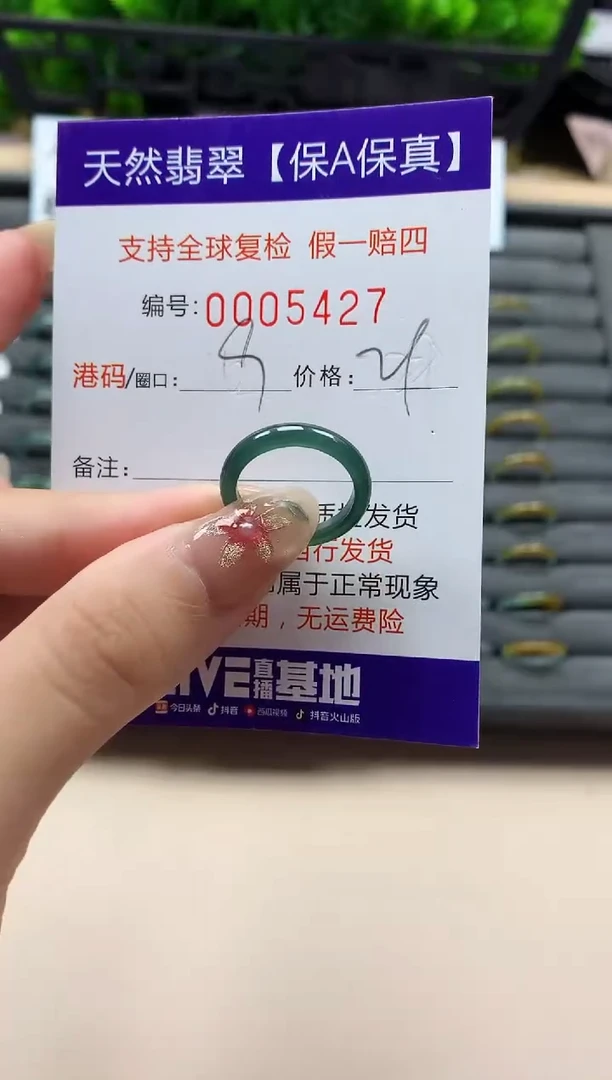 天然翡翠【保A保真】
支持全球复检 假一赔四
编号:0005427
港码/圈口: 价格:
备注:
发货
行发货
属于正常现象
期，无运费险
IVE直播基地
今日头条 抖音 西瓜视频 抖音火山版